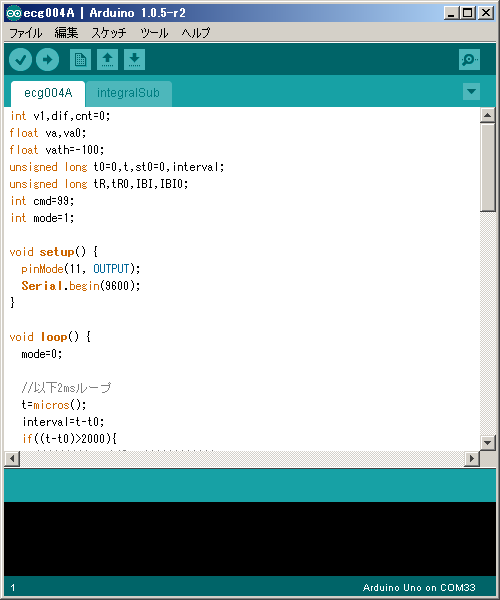 ecg004A | Arduino 1.0.5-r2
ファイル 編集 スケッチ ツール ヘルプ
ecg004A integralSub
int v1,dif,cnt=0;
float va,va0;
float vath=-100;
unsigned long t0=0,t,st0=0,interval;
unsigned long tR,tR0,IBI,IBI0;
int cmd=99;
int mode=1;
void setup() {
pinMode(11, OUTPUT);
Serial.begin(9600);
}
void loop() {
mode=0;
//以下2msループ
t=micros();
interval=t-t0;
if((t-t0)>2000){
1 Arduino Uno on COM33